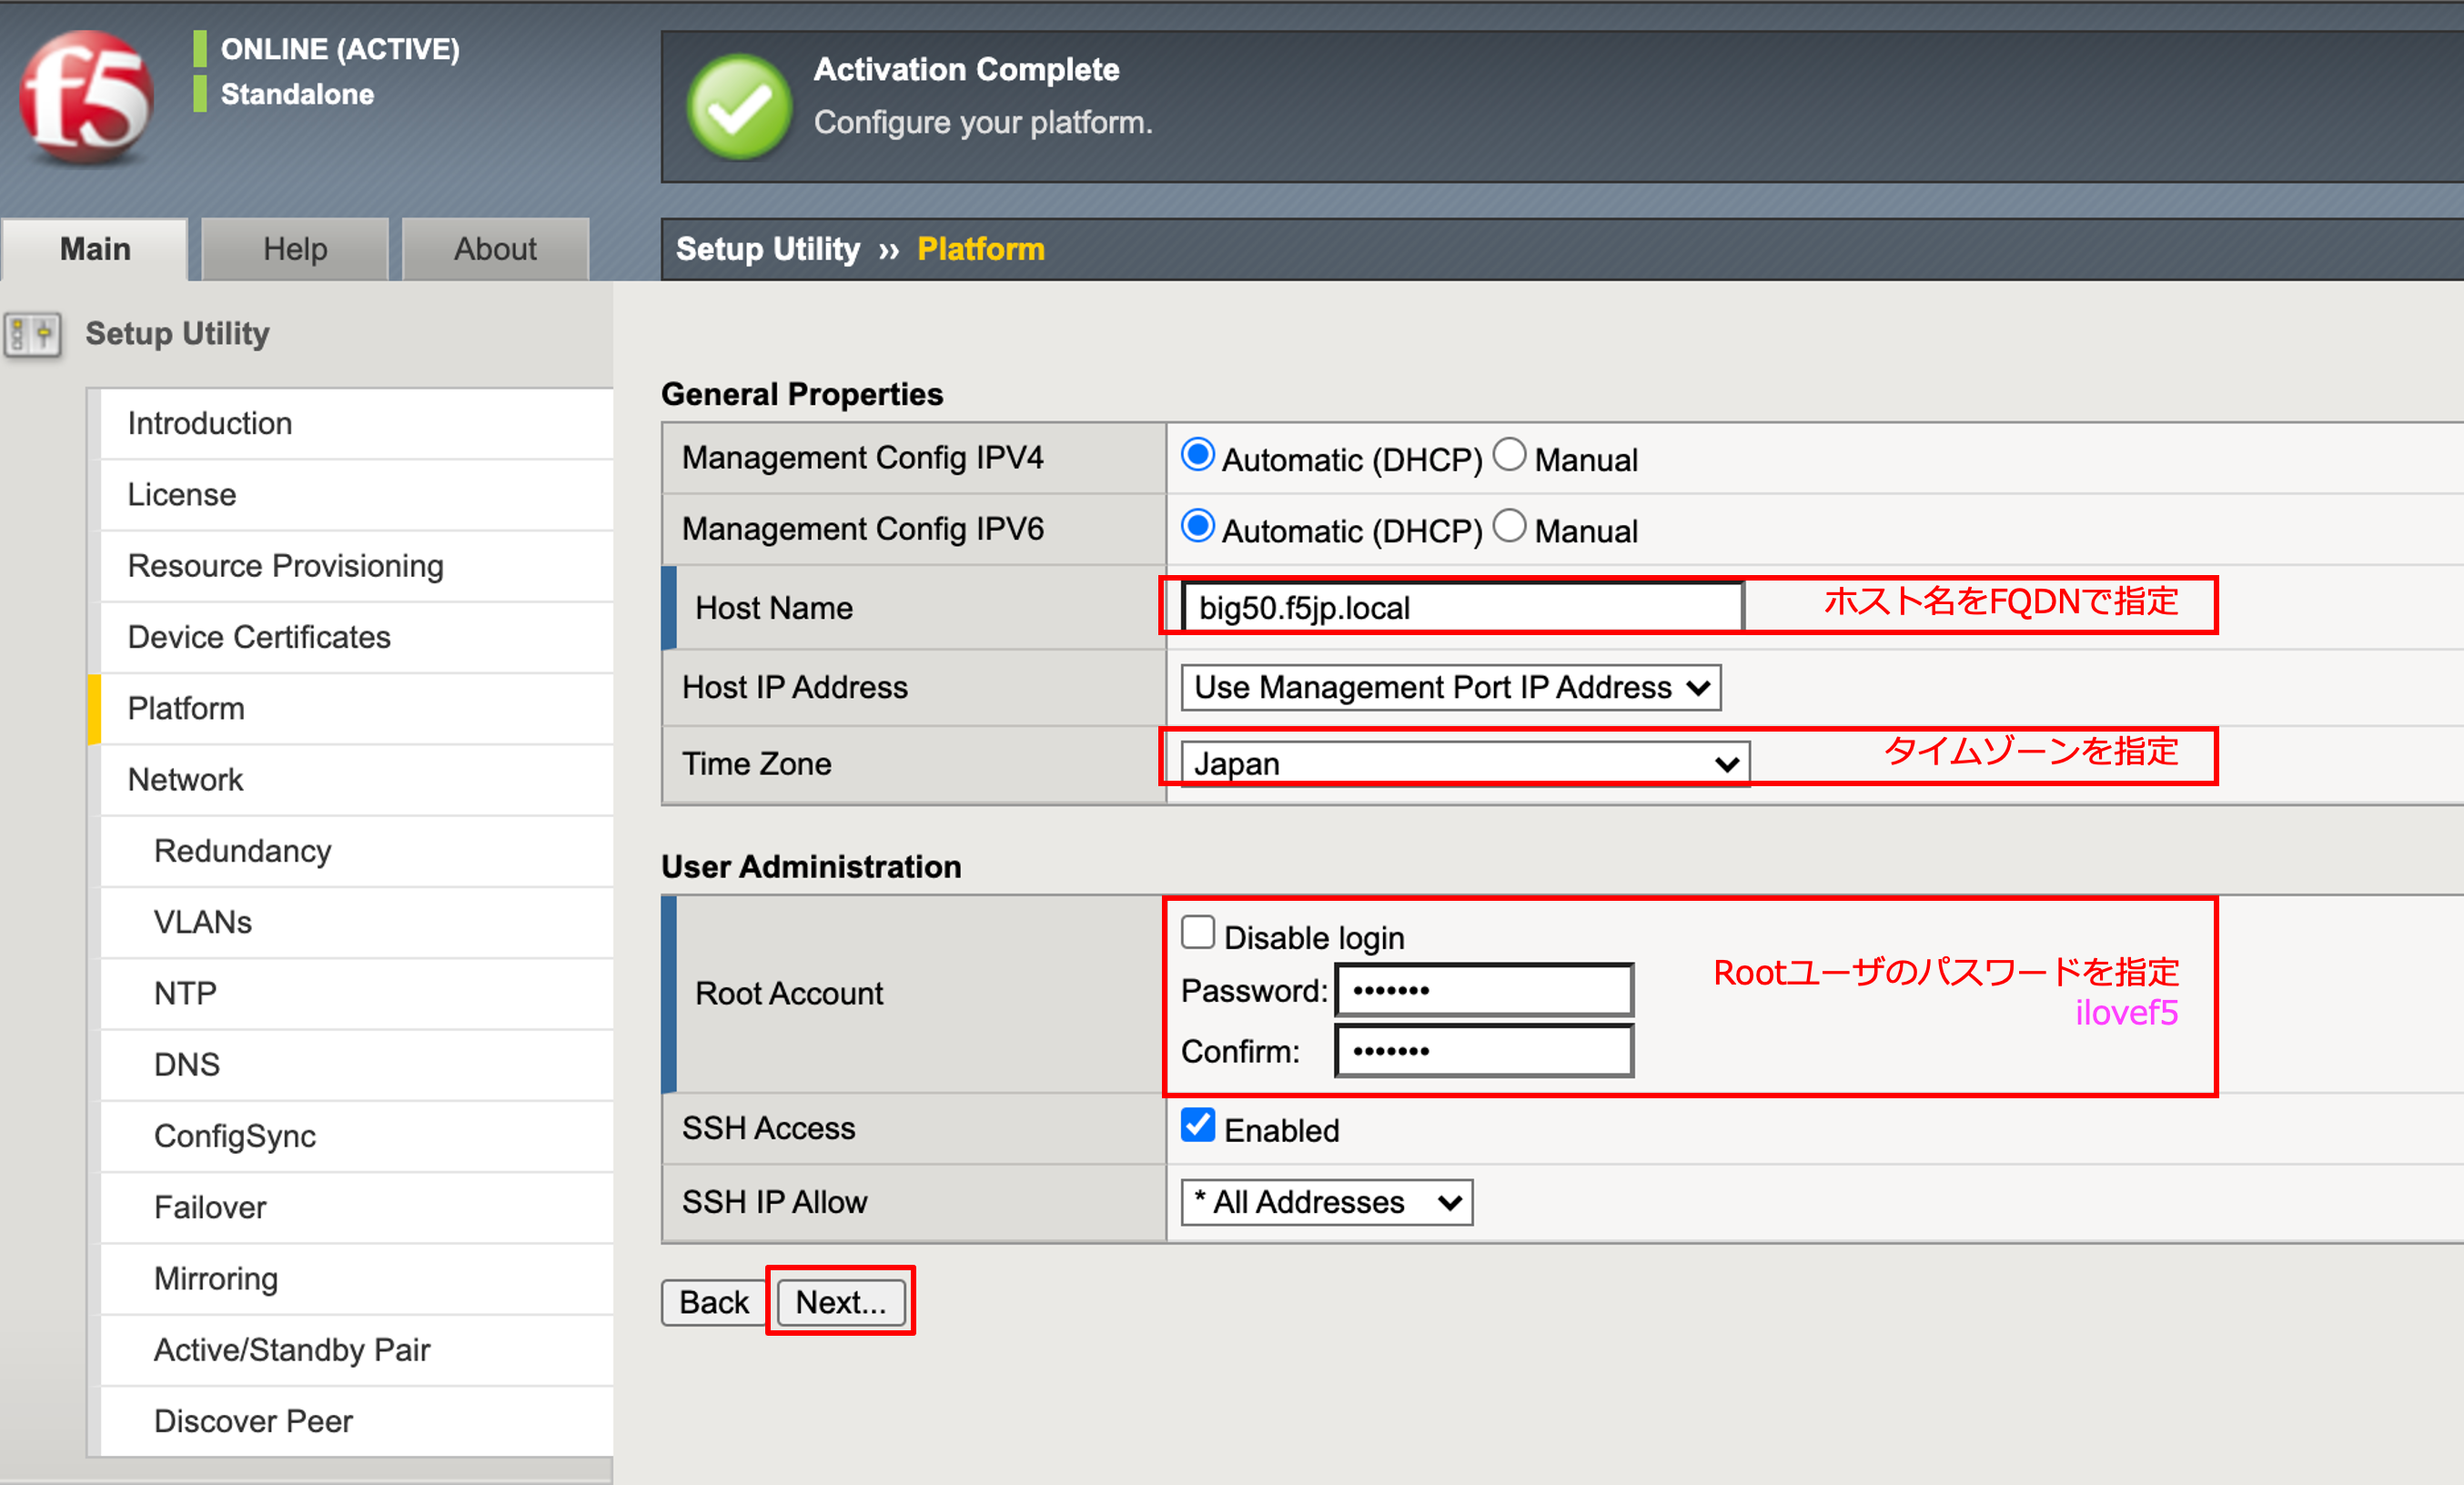 f5
ONLINE (ACTIVE)
Standalone
Activation Complete
Configure your platform.
Main
Help
About
Setup Utility ›› Platform
Setup Utility
Introduction
License
Resource Provisioning
Device Certificates
Platform
Network
Redundancy
VLANs
NTP
DNS
ConfigSync
Failover
Mirroring
Active/Standby Pair
Discover Peer
General Properties
Management Config IPV4 Automatic (DHCP) Manual
Management Config IPV6 Automatic (DHCP) Manual
Host Name big50.f5jp.local ホスト名をFQDNで指定
Host IP Address Use Management Port IP Address
Time Zone Japan タイムゾーンを指定
User Administration
Root Account
Disable login
Password: •••••••
Rootユーザのパスワードを指定
ilovef5
Confirm: •••••••
SSH Access Enabled
SSH IP Allow * All Addresses
Back Next...